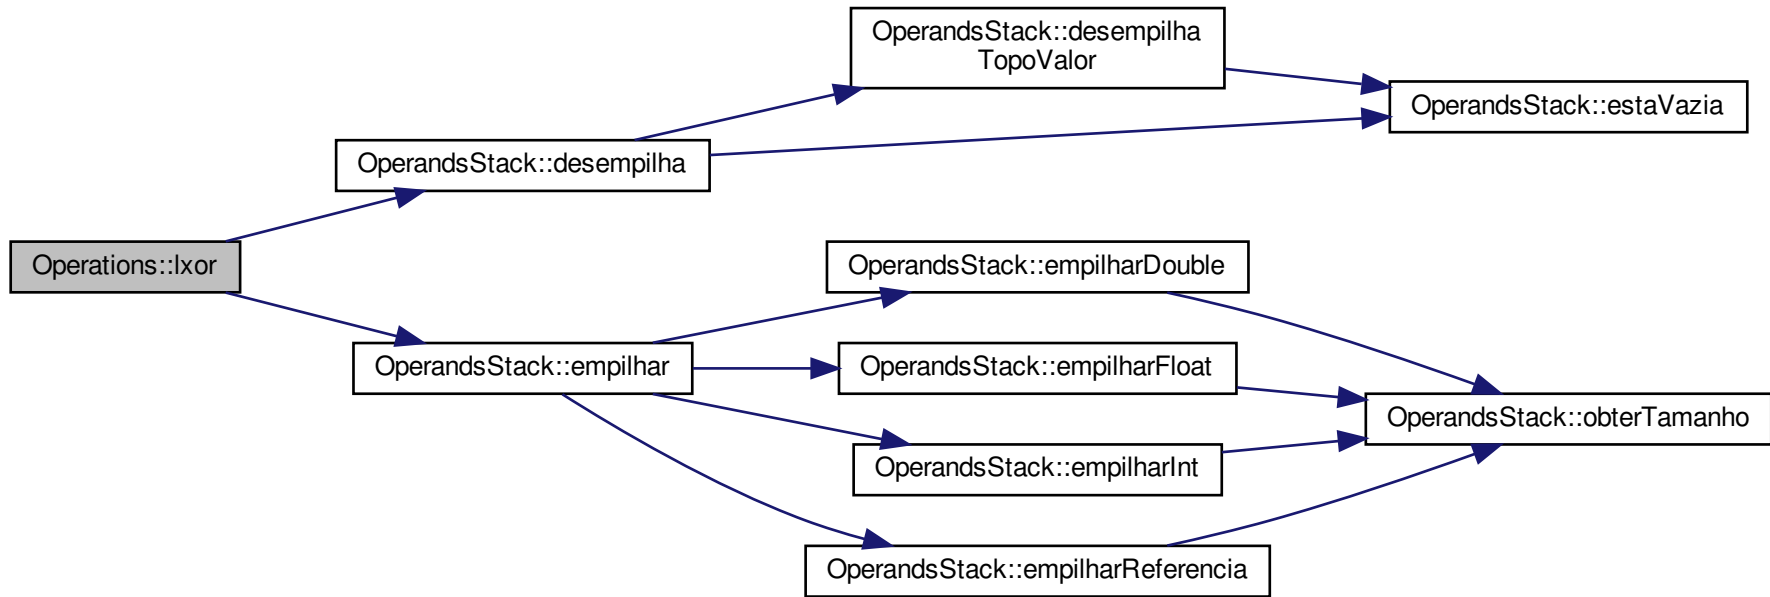 OperandsStack::desempilha
TopoValor
OperandsStack::estaVazia
OperandsStack::desempilha
Operations::lxor
OperandsStack::empilharDouble
OperandsStack::empilhar
OperandsStack::empilharFloat
OperandsStack::obterTamanho
OperandsStack::empilharInt
OperandsStack::empilharReferencia